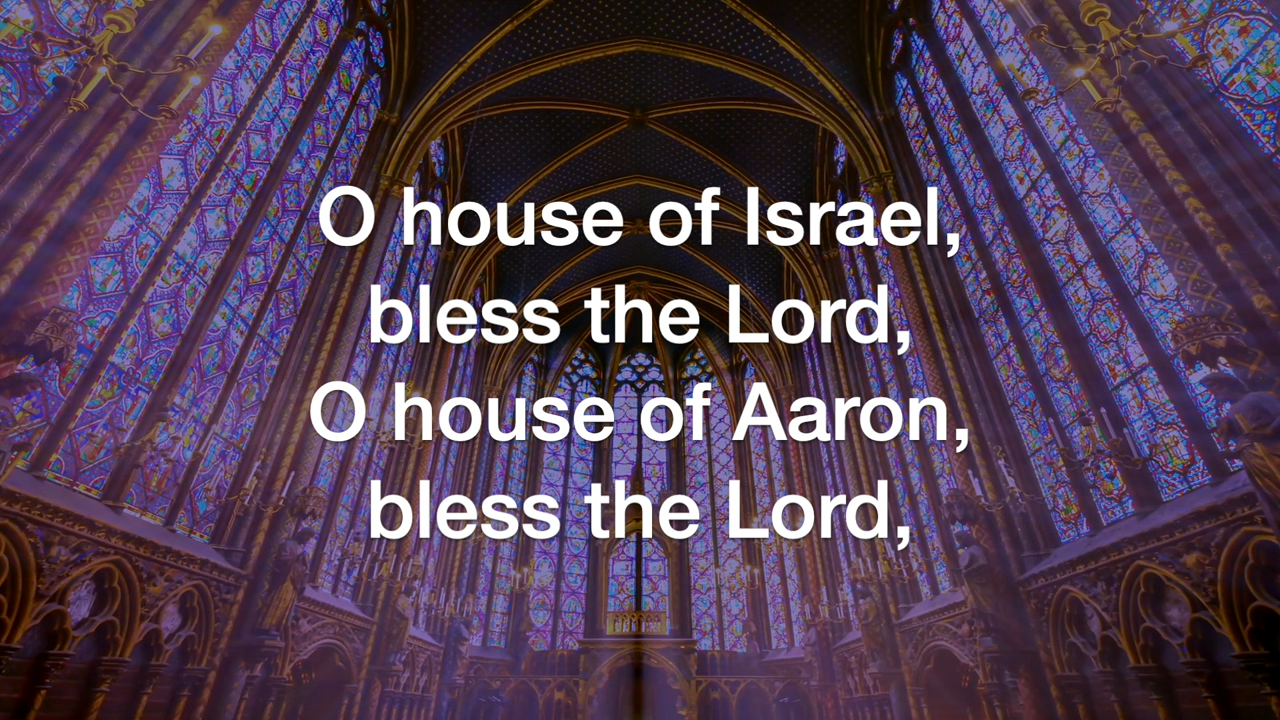 O house of Israel,
bless the Lord,
O house of Aaron,
bless the Lord,